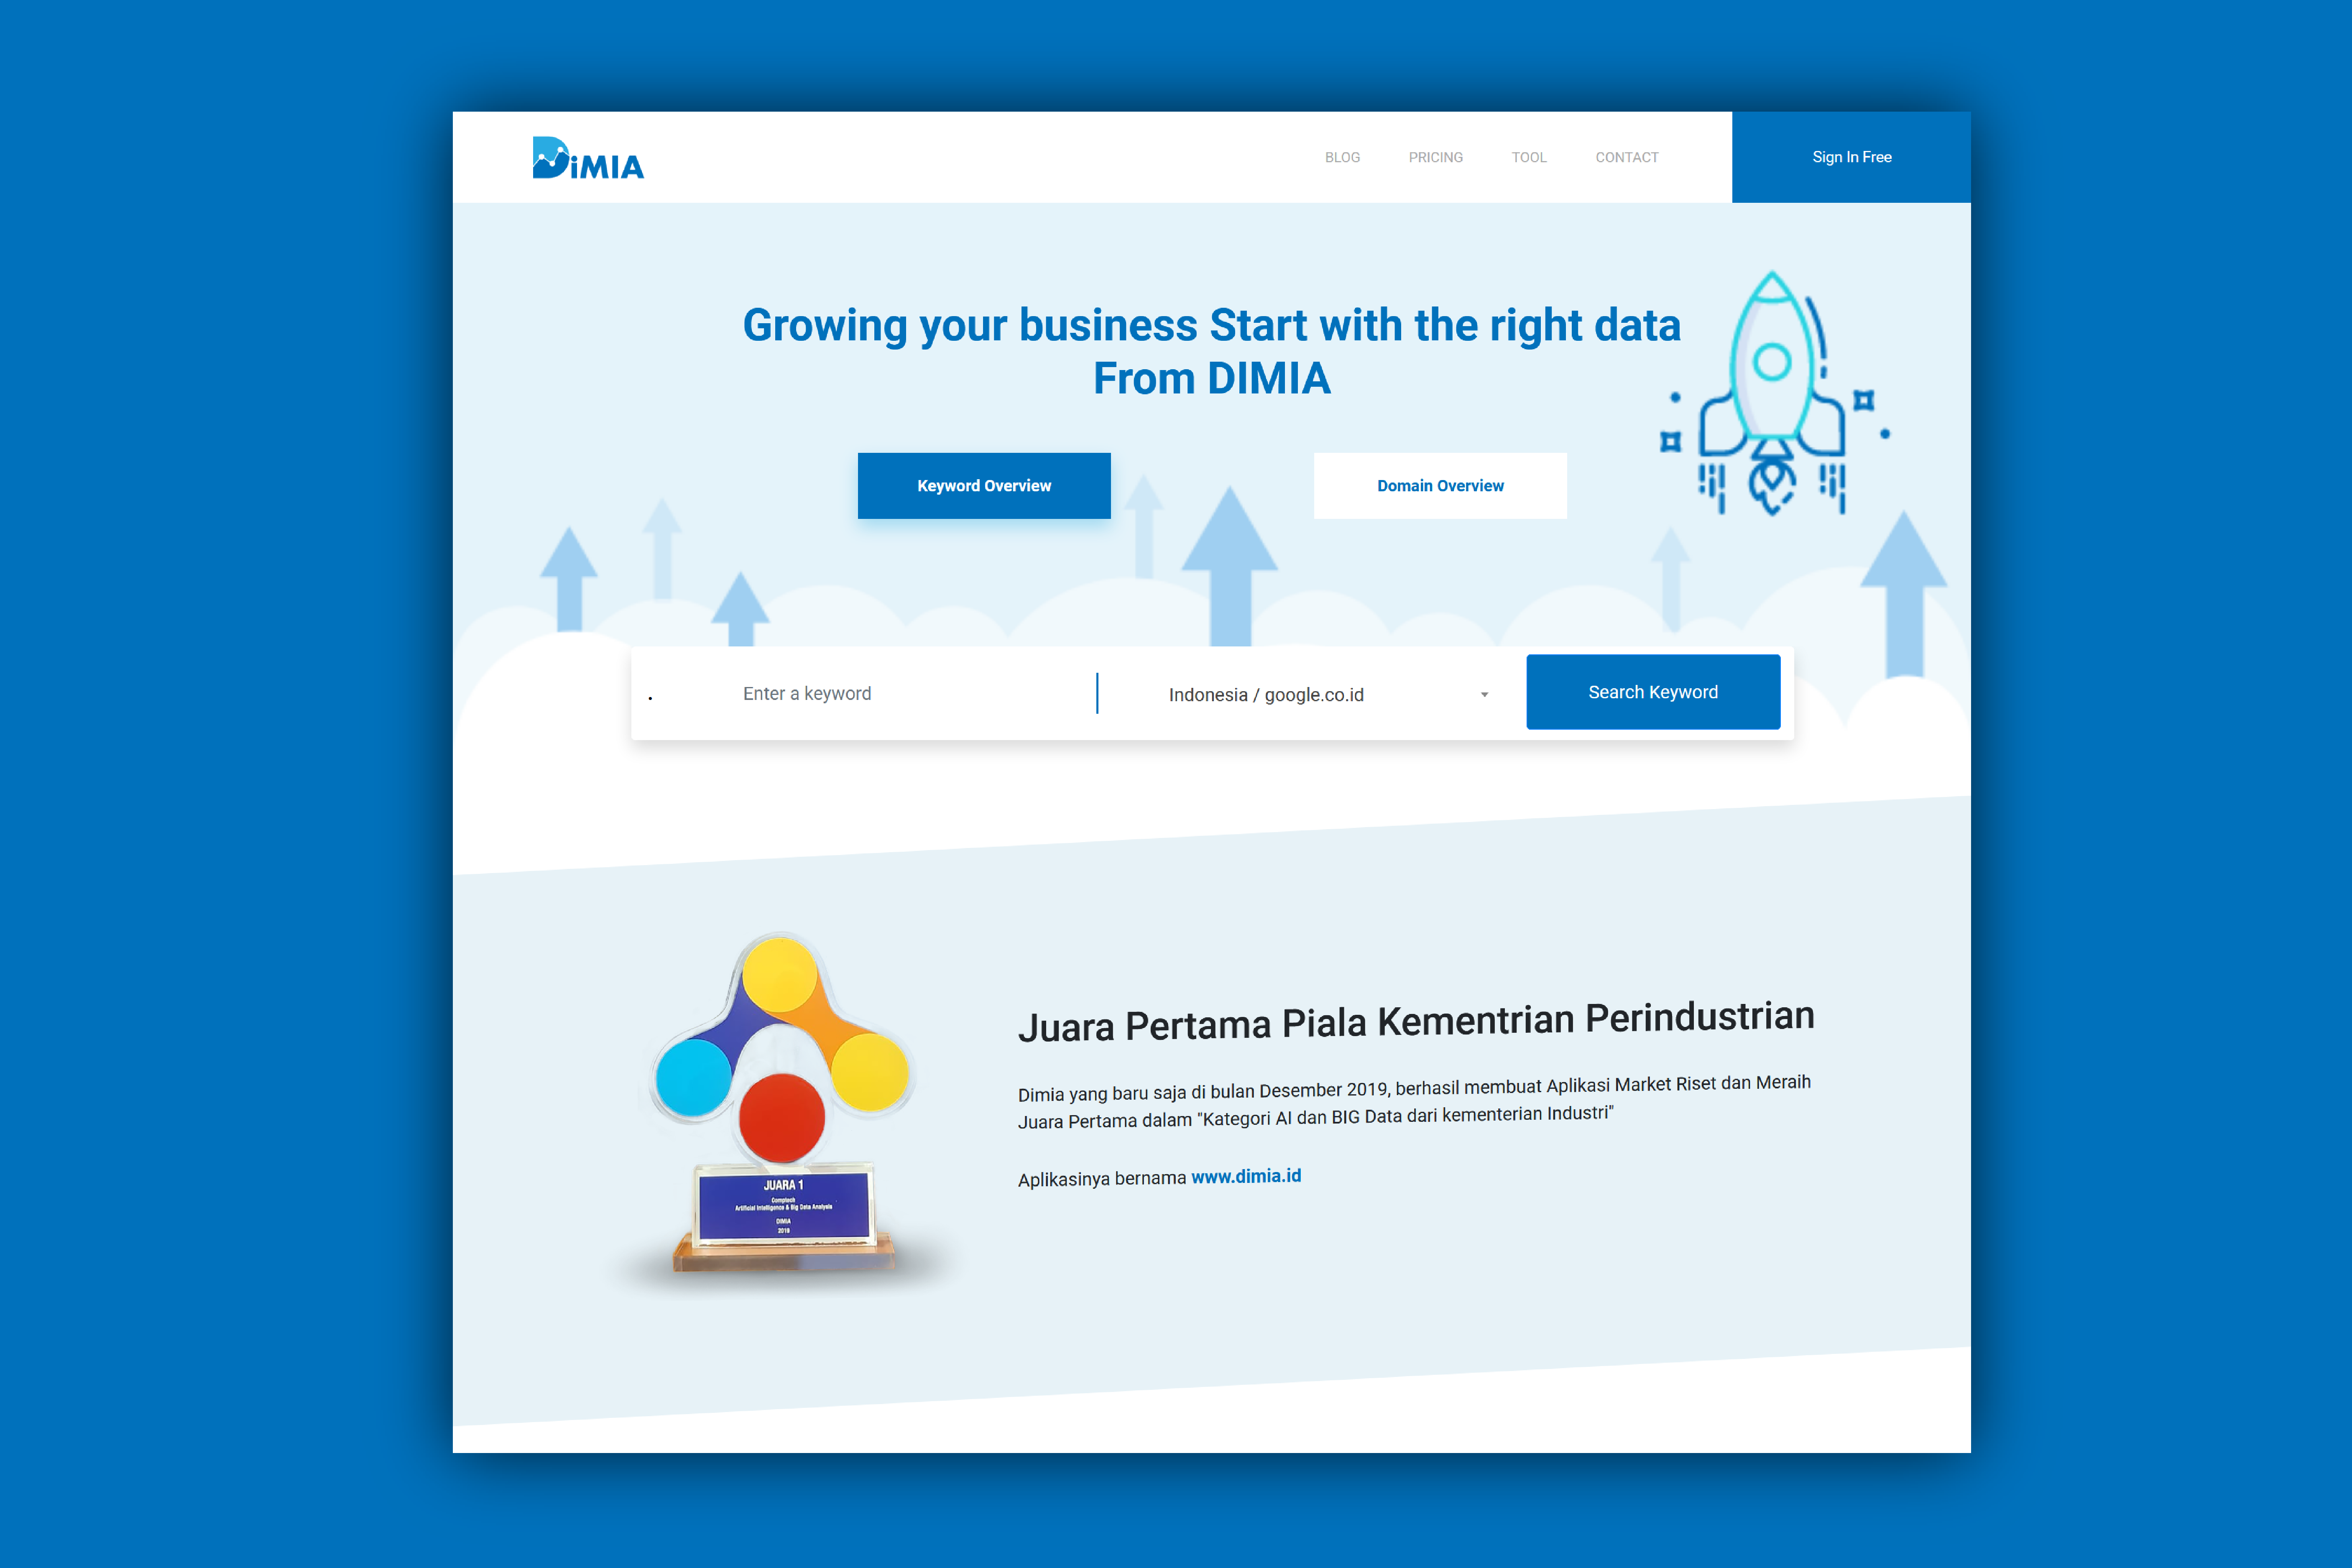 DiMIA
BLOG PRICING TOOL CONTACT Sign In Free
Growing your business Start with the right data
From DIMIA
Keyword Overview Domain Overview
. Enter a keyword Indonesia / google.co.id Search Keyword
Juara Pertama Piala Kementrian Perindustrian
Dimia yang baru saja di bulan Desember 2019, berhasil membuat Aplikasi Market Riset dan Meraih
Juara Pertama dalam "Kategori AI dan BIG Data dari kementerian Industri"
Aplikasinya bernama www.dimia.id
JUARA 1
Comptech
Artificial Intelligence & Big Data Analysis
DIMIA